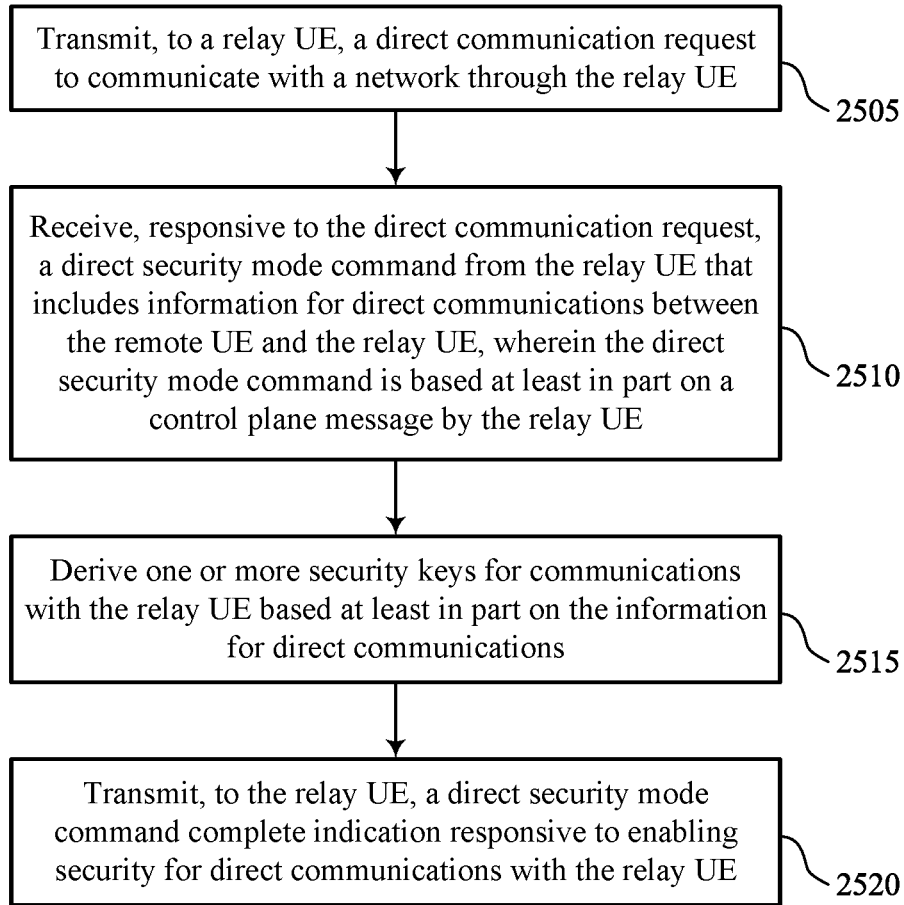 Transmit, to a relay UE, a direct communication request
to communicate with a network through the relay UE
2505
Receive, responsive to the direct communication request,
a direct security mode command from the relay UE that
includes information for direct communications between
the remote UE and the relay UE, wherein the direct
security mode command is based at least in part on a
control plane message by the relay UE
2510
Derive one or more security keys for communications
with the relay UE based at least in part on the information
for direct communications
2515
Transmit, to the relay UE, a direct security mode
command complete indication responsive to enabling
security for direct communications with the relay UE
2520